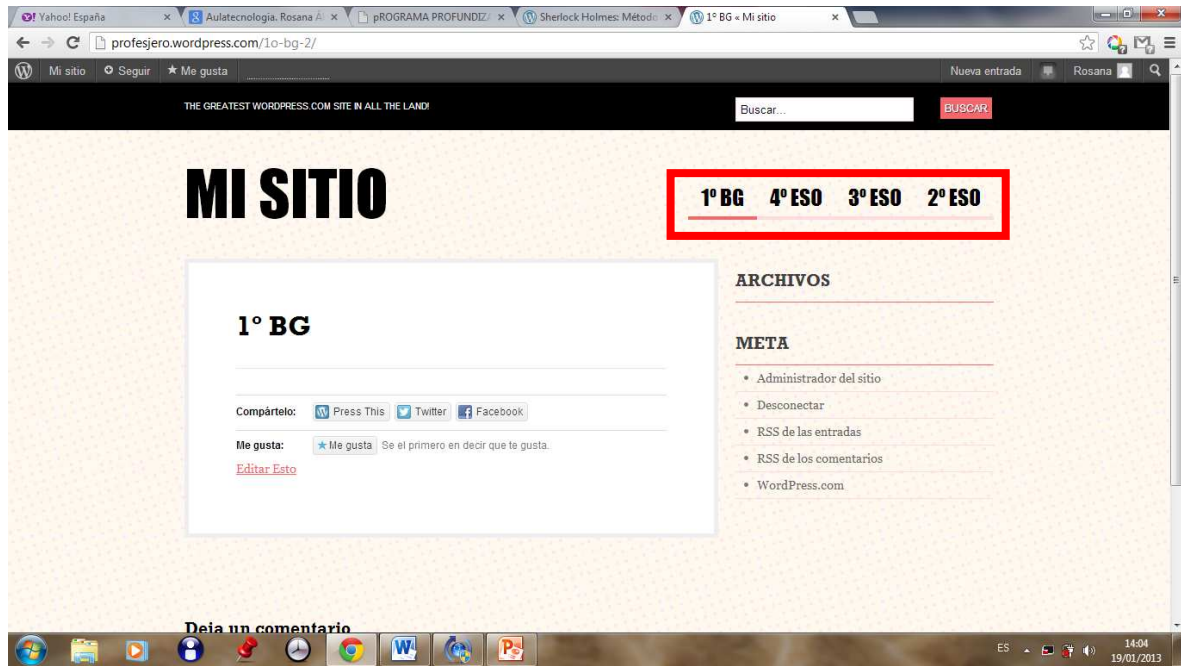 Yahoo! España
Aulatecnologia. Rosana Á
pROGRAMA PROFUNDIZ
Sherlock Holmes: Método
1º BG « Mi sitio
profesjero.wordpress.com/1o-bg-2/
Mi sitio Seguir Me gusta Nueva entrada Rosana
THE GREATEST WORDPRESS.COM SITE IN ALL THE LAND! Buscar... BUSCAR
MI SITIO
1º BG 4º ESO 3º ESO 2º ESO
1º BG
Compártelo: Press This Twitter Facebook
Me gusta: Me gusta Se el primero en decir que te gusta.
Editar Esto
ARCHIVOS
META
Administrador del sitio
Desconectar
RSS de las entradas
RSS de los comentarios
WordPress.com
Deja un comentario
ES 14:04
19/01/2013